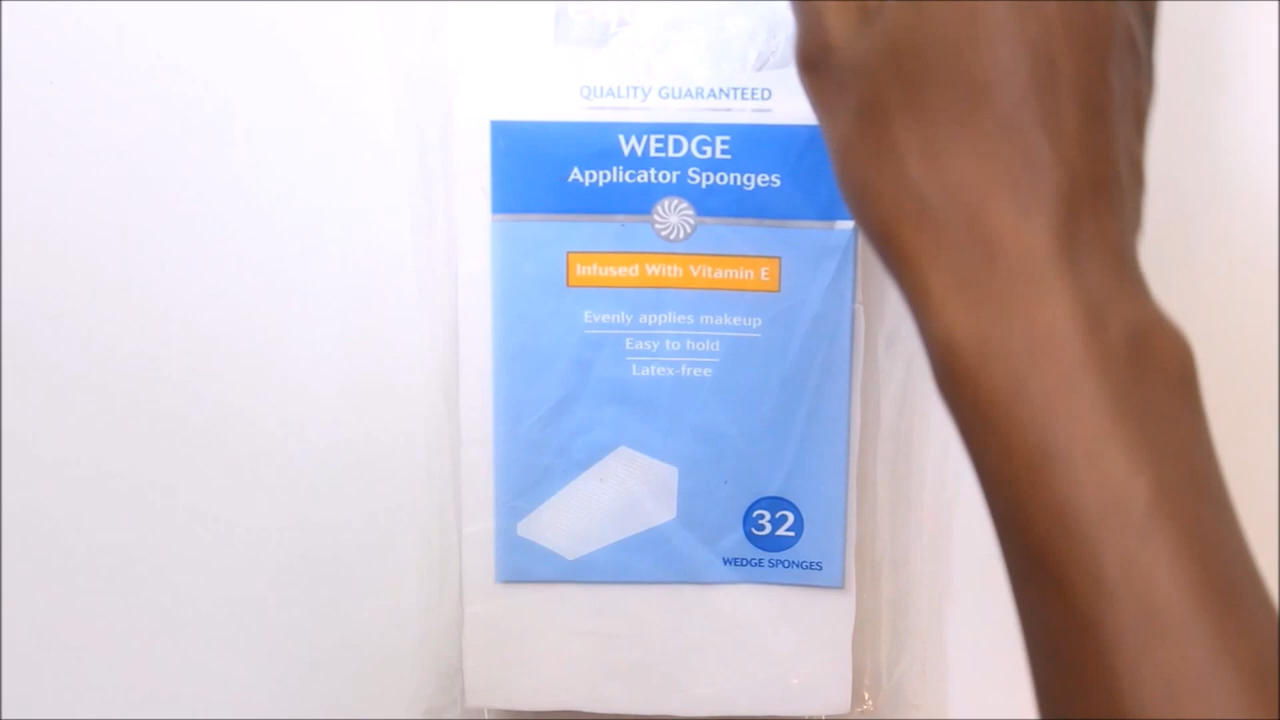 QUALITY GUARANTEED
WEDGE
Applicator Sponges
Infused With Vitamin E
Evenly applies makeup
Easy to hold
Latex-free
32
WEDGE SPONGES